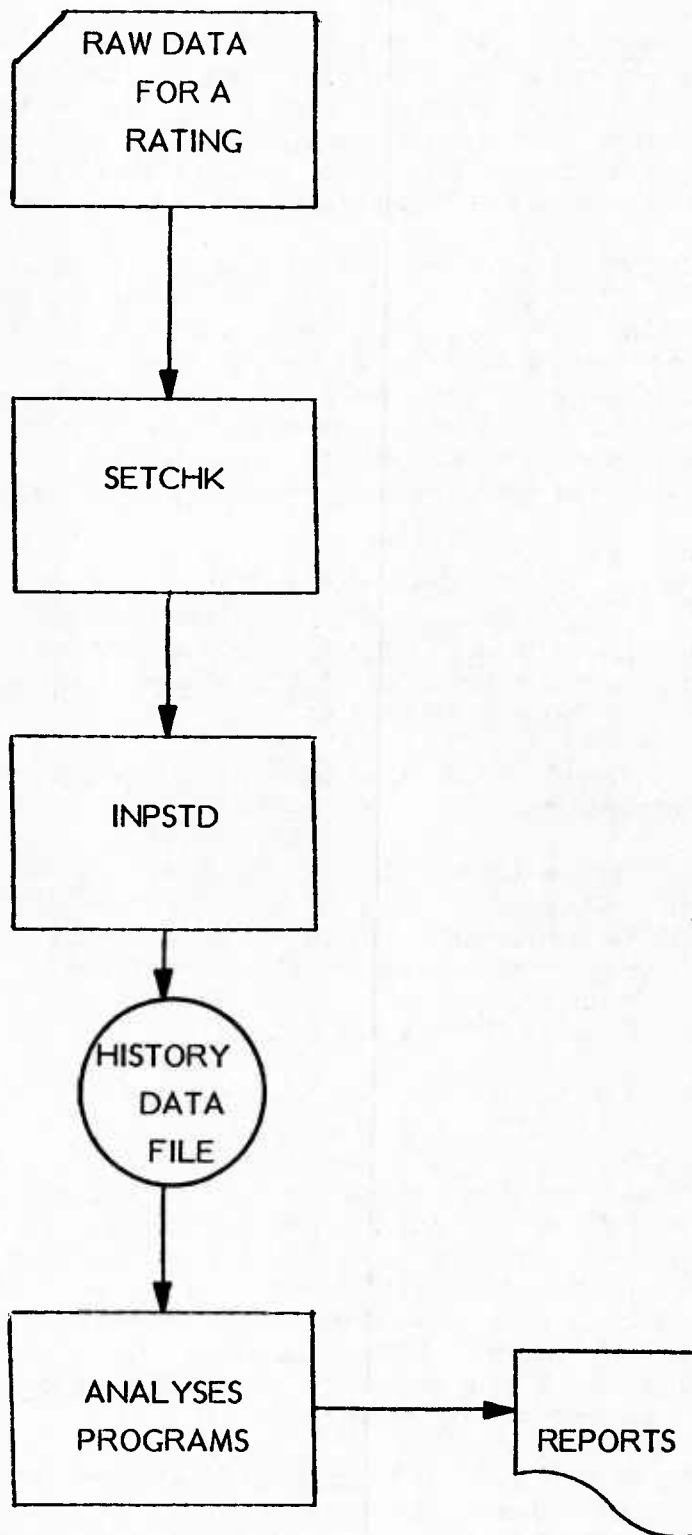 RAW DATA
FOR A
RATING
SETCHK
INPSTD
HISTORY
DATA
FILE
ANALYSES
PROGRAMS
REPORTS